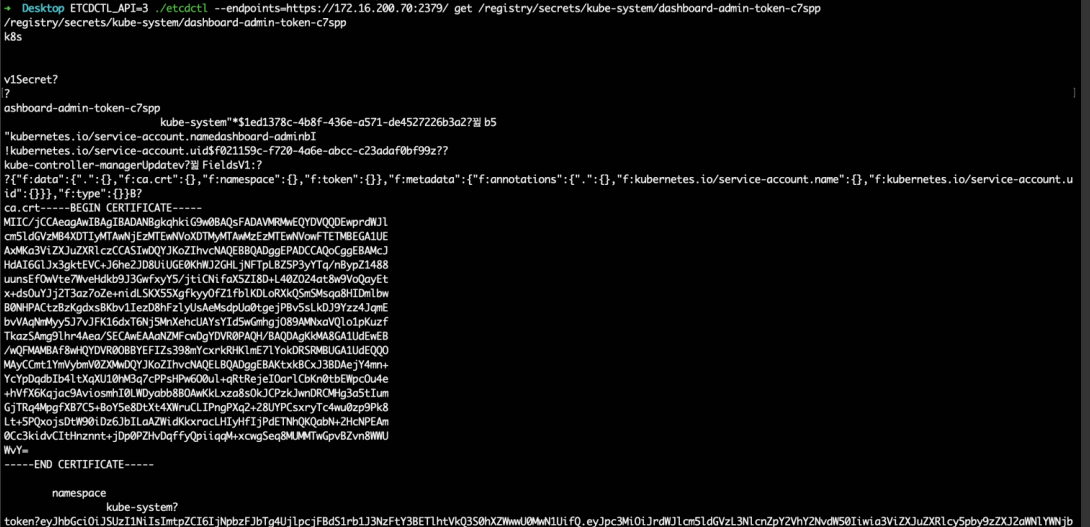 → Desktop ETCDCTL_API=3 ./etcdctl --endpoints=https://172.16.200.70:2379/ get /registry/secrets/kube-system/dashboard-admin-token-c7spp
/registry/secrets/kube-system/dashboard-admin-token-c7spp
k8s
v1Secret?
?
ashboard-admin-token-c7spp
kube-system"*$1ed1378c-4b8f-436e-a571-de4527226b3a2? b5
"kubernetes.io/service-account.namedashboard-adminbI
!kubernetes.io/service-account.uid$f021159c-f720-4a6e-abcc-c23adaf0bf99z??
kube-controller-managerUpdatev? FieldsV1:?
?{"f:data":{".":{},"f:ca.crt":{},"f:namespace":{},"f:token":{}},"f:metadata":{"f:annotations":{".":{},"f:kubernetes.io/service-account.name":{},"f:kubernetes.io/service-account.u
id":{}}},"f:type":{}}B?
ca.crt-----BEGIN CERTIFICATE-----
MIIC/jCCAeagAwIBAgIBADANBgkqhkiG9w0BAQsFADAVMRMwEQYDVQQDEwprdWJl
cm5ldGVzMB4XDTIyMTAwNjEzMTEwNVoXDTMyMTAwMzEzMTEwNVowFTETMBEGA1UE
AxMKa3ViZXJuZXRlczCCASIwDQYJKoZIhvcNAQEBBQADggEPADCCAQoCggEBAMcJ
HdAI6GlJx3gktEVC+J6he2JD8UiUGE0KhWJ2GHLjNFTpLBZ5P3yYTq/nBypZ1488
uunsEfOwVte7WveHdkb9J3GwfxyY5/jtiCNifaX5ZI8D+L40ZO24at8w9VoQayEt
x+dsOuYJj2T3az7oZe+nidLSKX55XgfkyyOfZ1fblKDLoRXkQSmSMsqa8HIDmlbw
B0NHPACtzBzKgdxsBKbv1IezD8hFzlyUsAeMsdpUa0tgejPBv5sLkDJ9Yzz4JqmE
bvVAqNmMyy5J7vJFK16dxT6Nj5MnXehcUAYsYId5wGmhgjO89AMNxaVQlo1pKuzf
TkazSAmg9lhr4Aea/SECAwEAAaNZMFcwDgYDVR0PAQH/BAQDAgKkMA8GA1UdEwEB
/wQFMAMBAf8wHQYDVR0OBBYEFIZs398mYcxrkRHKlmE7lYokDRSRMBUGA1UdEQQO
MAyCCmt1YmVybmV0ZXMwDQYJKoZIhvcNAQELBQADggEBAKtxkBCxJ3BDAejY4mn+
YcYpDqdbIb4ltXqXU10hM3q7cPPsHPw6O0ul+qRtRejeIOarlCbKn0tbEWpcOu4e
+hVfX6Kqjac9AviosmhI0LWDyabb8BOAwKkLxza8sOkJCPzkJwnDRCMHg3a5tIum
GjTRq4MpgfXB7C5+BoY5e8DtXt4XWruCLIPngPXq2+28UYPCsxryTc4wu0zp9Pk8
Lt+5PQxojsDtW90iDz6JbILaAZWidKkxracLHIyHfIjPdETNhQKQabN+2HcNPEAm
0Cc3kidvCItHnznnt+jDp0PZHvDqffyQpiiqqM+xcwgSeq8MUMMTwGpvBZvn8WWU
WvY=
-----END CERTIFICATE-----
namespace
kube-system?
token?eyJhbGciOiJSUzI1NiIsImtpZCI6IjNpbzFJbTg4UjlpcjFBdS1rb1J3NzFtY3BETlhtVkQ3S0hXZWwwU0MwN1UifQ.eyJpc3MiOiJrdWJlcm5ldGVzL3NlcnZpY2VhY2NvdW50Iiwia3ViZXJuZXRlcy5pby9zZXJ2aWNlYWNjb